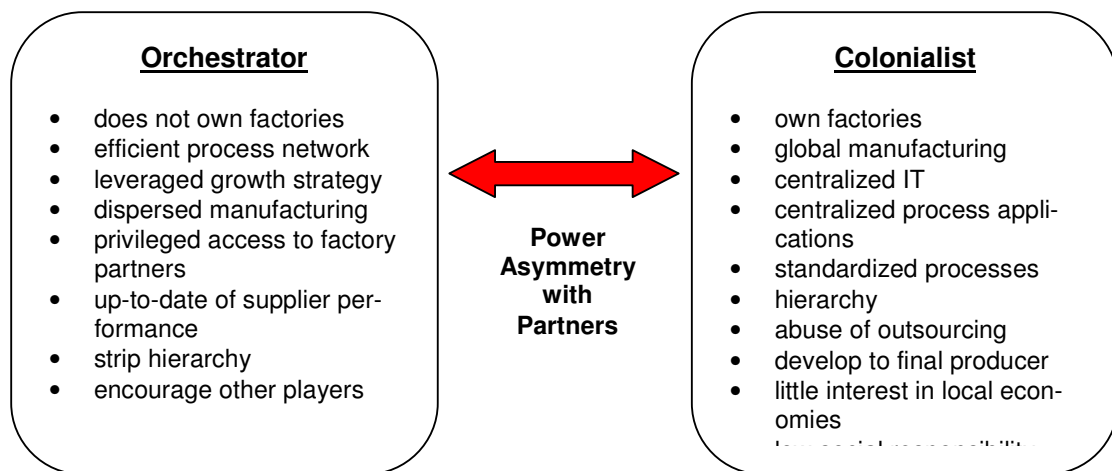 Orchestrator
• does not own factories
• efficient process network
• leveraged growth strategy
• dispersed manufacturing
• privileged access to factory
partners
• up-to-date of supplier per-
formance
• strip hierarchy
• encourage other players
Power
Asymmetry
with
Partners
Colonialist
• own factories
• global manufacturing
• centralized IT
• centralized process appli-
cations
• standardized processes
• hierarchy
• abuse of outsourcing
• develop to final producer
• little interest in local econ-
omies
• low social responsibility